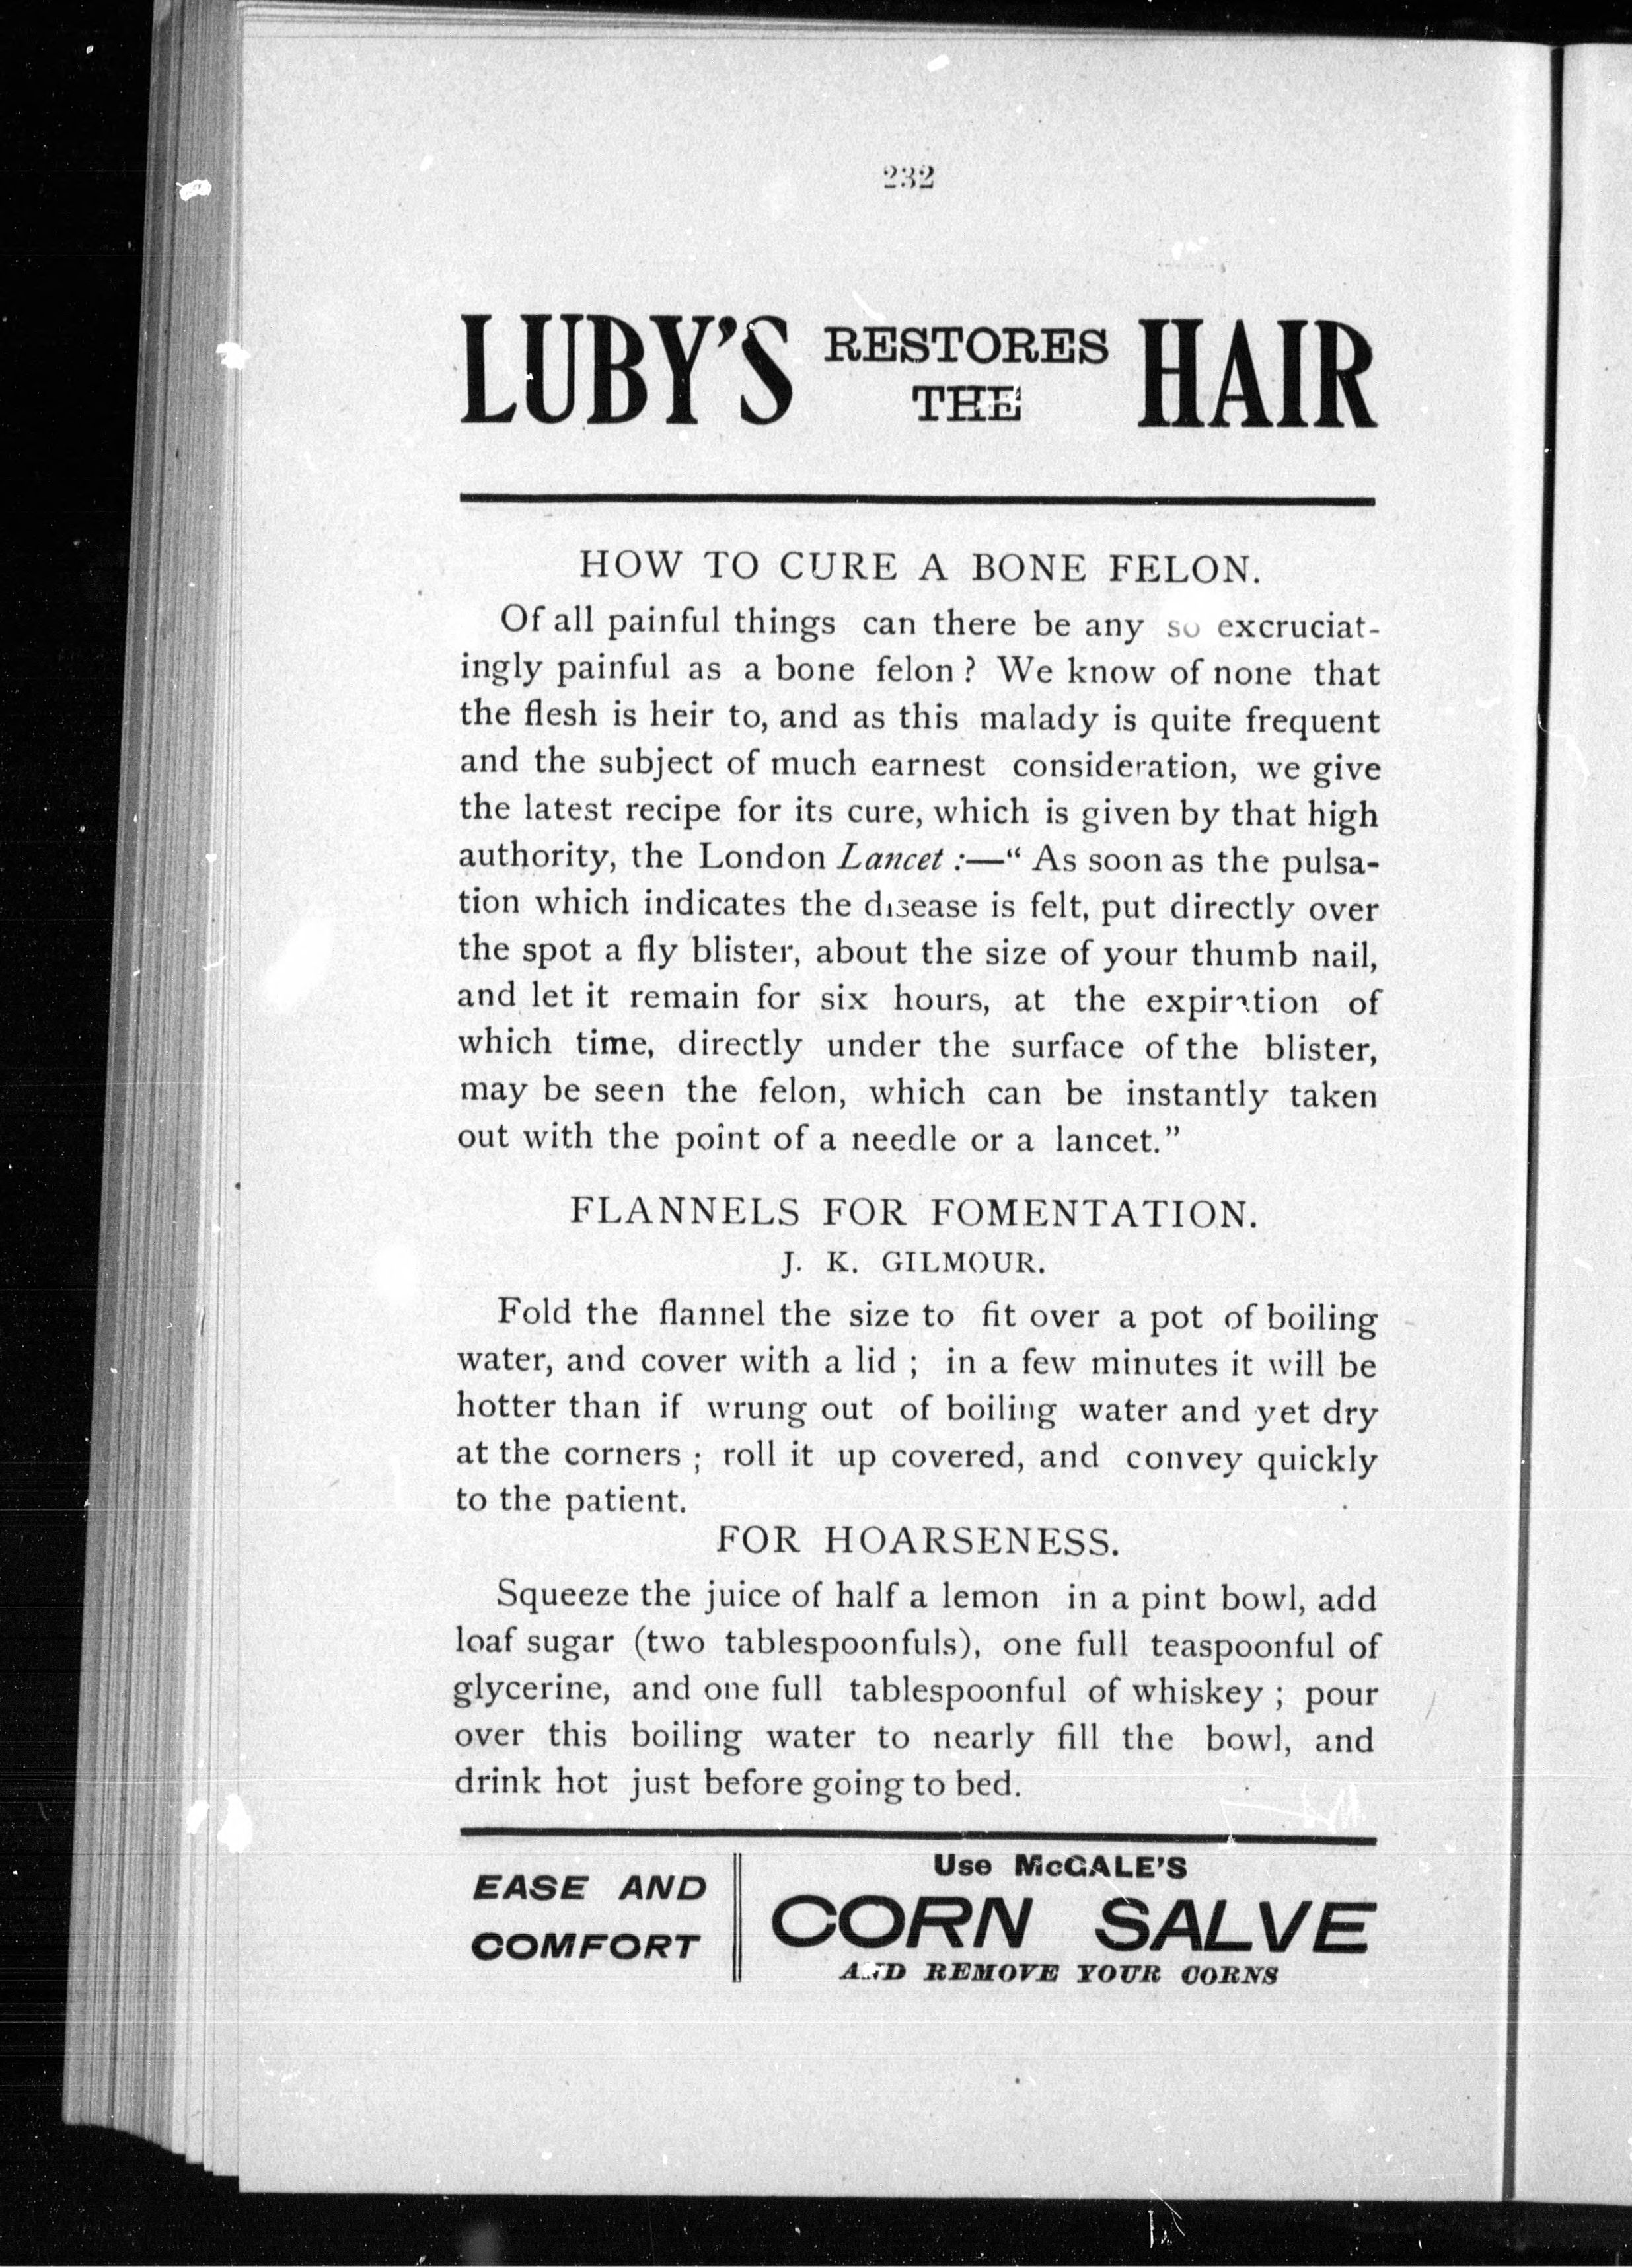 232
LUBY'S RESTORES THE HAIR
HOW TO CURE A BONE FELON.
Of all painful things can there be any so excruciat-
ingly painful as a bone felon? We know of none that
the flesh is heir to, and as this malady is quite frequent
and the subject of much earnest consideration, we give
the latest recipe for its cure, which is given by that high
authority, the London Lancet :—“ As soon as the pulsa-
tion which indicates the disease is felt, put directly over
the spot a fly blister, about the size of your thumb nail,
and let it remain for six hours, at the expiration of
which time, directly under the surface of the blister,
may be seen the felon, which can be instantly taken
out with the point of a needle or a lancet.”
FLANNELS FOR FOMENTATION.
J. K. GILMOUR.
Fold the flannel the size to fit over a pot of boiling
water, and cover with a lid ; in a few minutes it will be
hotter than if wrung out of boiling water and yet dry
at the corners ; roll it up covered, and convey quickly
to the patient.
FOR HOARSENESS.
Squeeze the juice of half a lemon in a pint bowl, add
loaf sugar (two tablespoonfuls), one full teaspoonful of
glycerine, and one full tablespoonful of whiskey ; pour
over this boiling water to nearly fill the bowl, and
drink hot just before going to bed.
EASE AND
COMFORT
Use McGALE'S
CORN SALVE
AND REMOVE YOUR CORNS